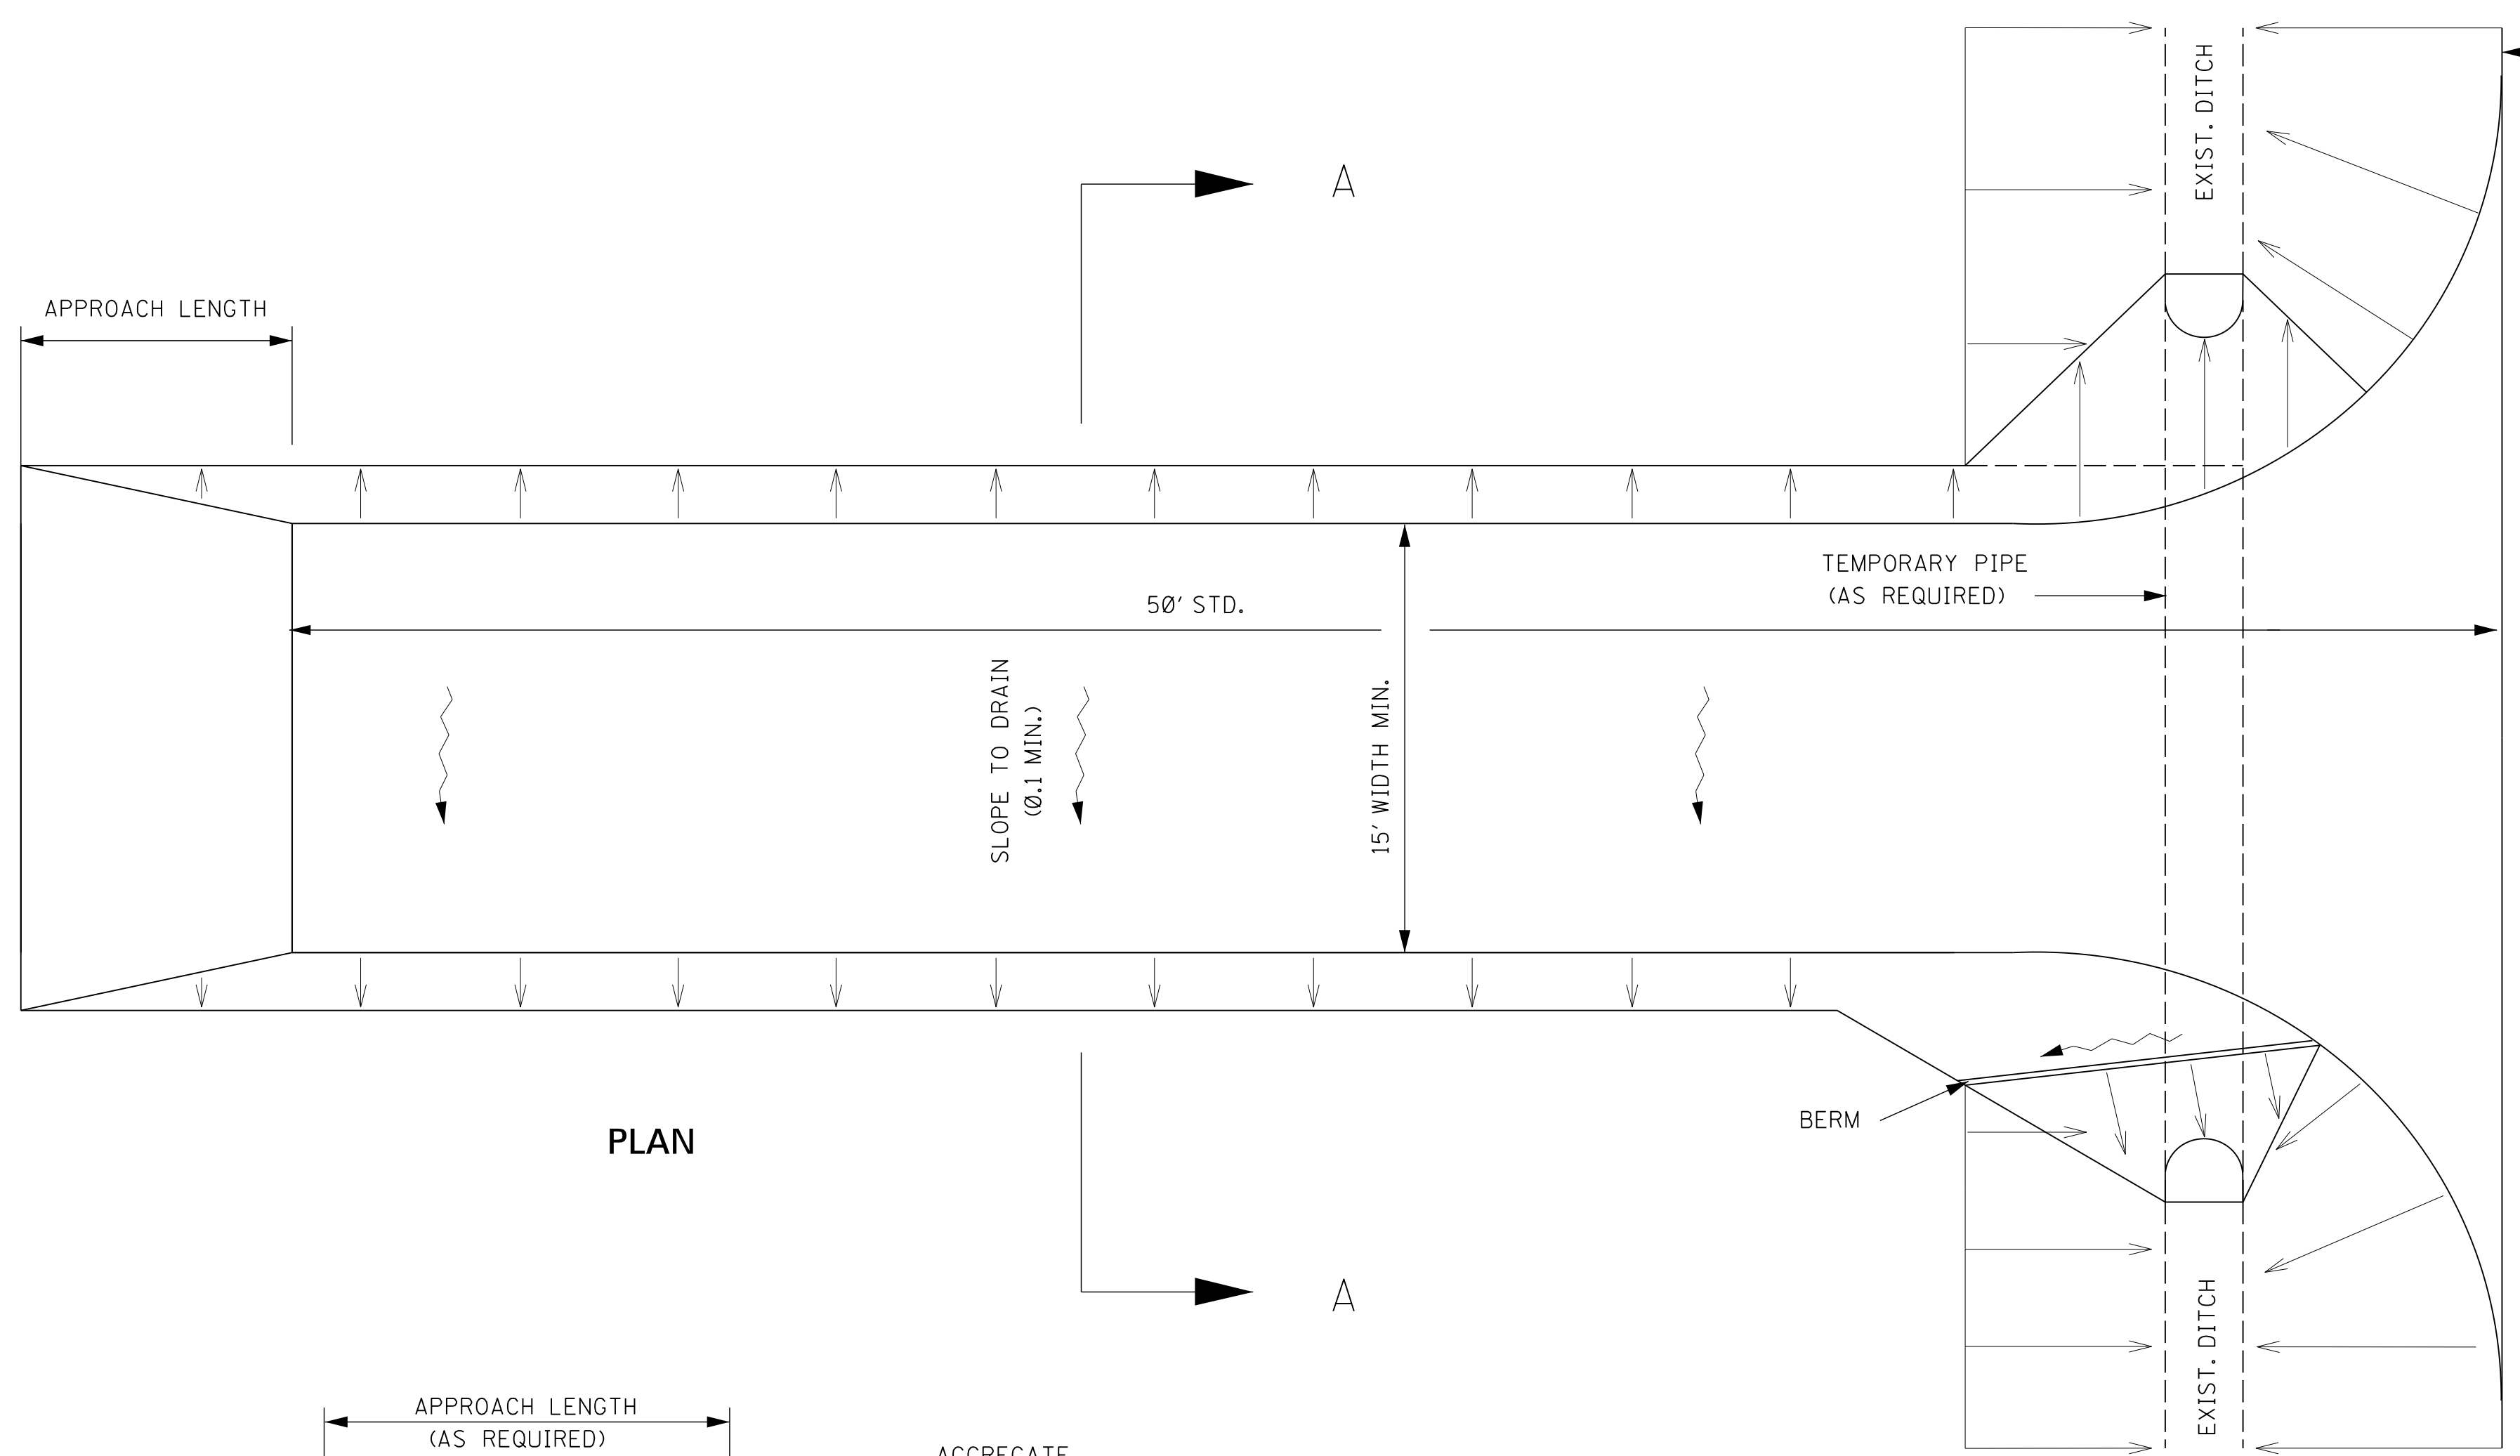 EXIST. DITCH
A
APPROACH LENGTH
TEMPORARY PIPE
(AS REQUIRED)
50' STD.
SLOPE TO DRAIN
(0.1 MIN.)
15' WIDTH MIN.
BERM
PLAN
A
EXIST. DITCH
APPROACH LENGTH
(AS REQUIRED)
AGGREGATE